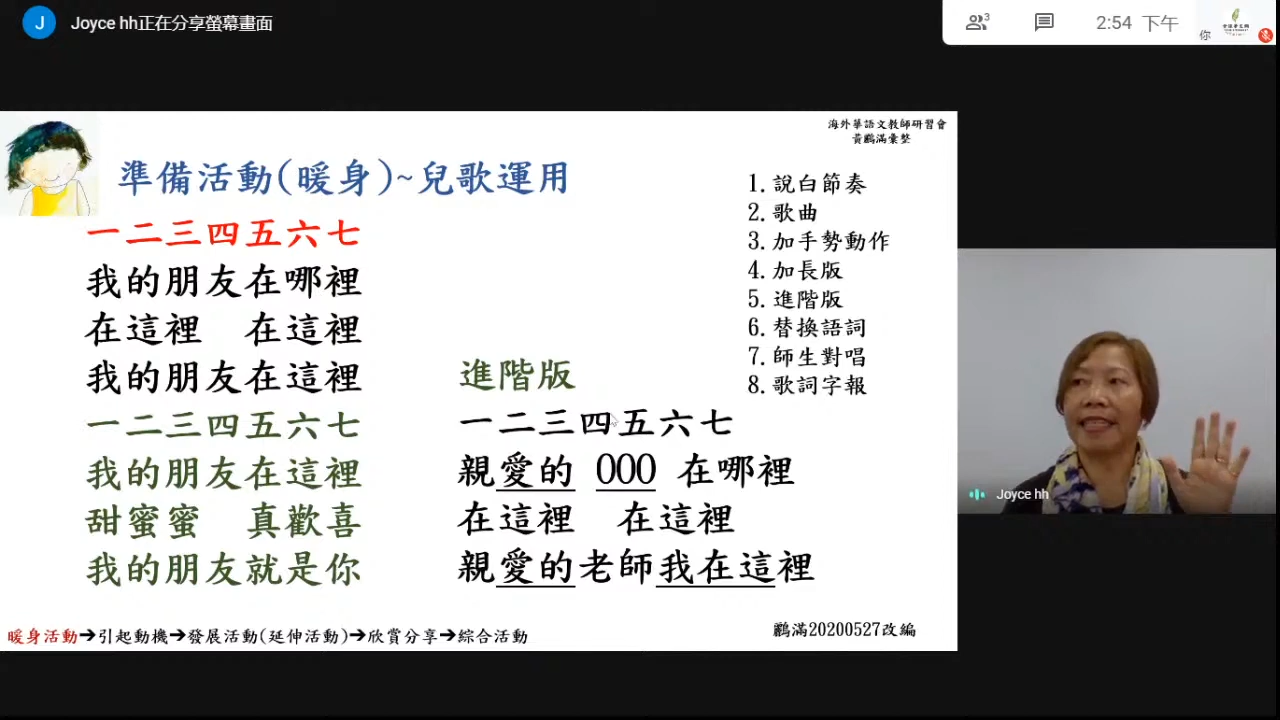 J Joyce hh正在分享螢幕畫面
3 2:54 下午
你
海外華語文教師研習會
黃鸝滿彙整
準備活動(暖身)~兒歌運用
一二三四五六七
我的朋友在哪裡
在這裡 在這裡
我的朋友在這裡
一二三四五六七
我的朋友在這裡
甜蜜蜜 真歡喜
我的朋友就是你
進階版
一二三四五六七
親愛的 OOO 在哪裡
在這裡 在這裡
親愛的老師我在這裡
1.說白節奏
2.歌曲
3.加手勢動作
4.加長版
5.進階版
6.替換語詞
7.師生對唱
8.歌詞字報
Joyce hh
暖身活動➔引起動機➔發展活動(延伸活動)➔欣賞分享➔綜合活動
鸝滿20200527改編